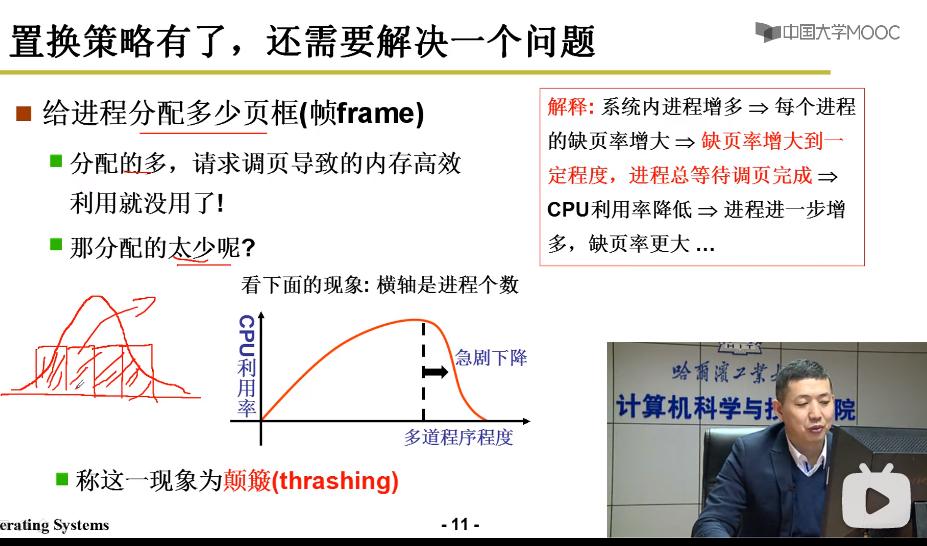 置换策略有了，还需要解决一个问题
中国大学MOOC
给进程分配多少页框(帧frame)
分配的多，请求调页导致的内存高效
利用就没用了!
那分配的太少呢?
解释: 系统内进程增多 ⇒ 每个进程
的缺页率增大 ⇒ 缺页率增大到一
定程度，进程总等待调页完成 ⇒
CPU利用率降低 ⇒ 进程进一步增
多，缺页率更大 ...
看下面的现象: 横轴是进程个数
CPU利用率
急剧下降
多道程序程度
称这一现象为颠簸(thrashing)
哈爾濱工業
计算机科学与技 院
erating Systems
- 11 -